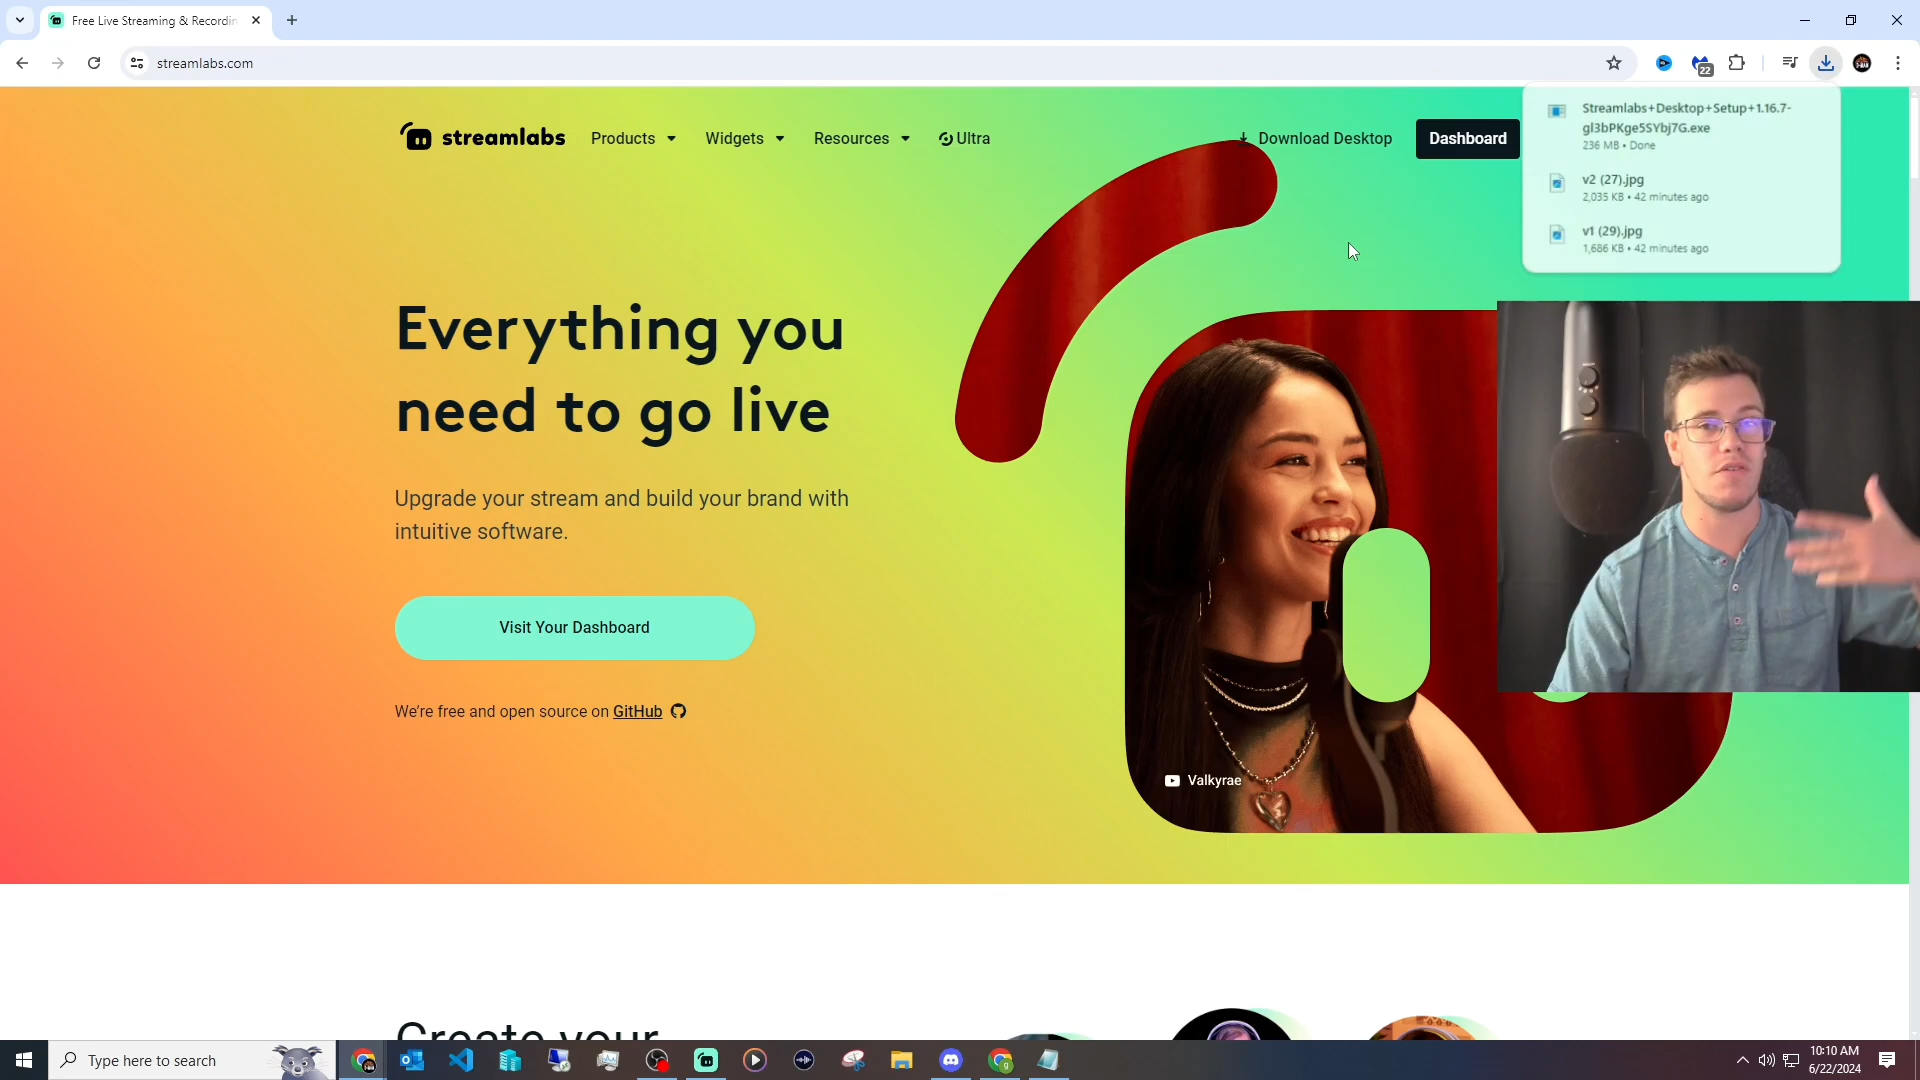 Free Live Streaming & Recordin
streamlabs.com
22
streamlabs
Products
Widgets
Resources
Ultra
Download Desktop
Dashboard
Streamlabs+Desktop+Setup+1.16.7-
gl3bPKge5SYbj7G.exe
236 MB • Done
v2 (27).jpg
2,035 KB • 42 minutes ago
v1 (29).jpg
1,686 KB • 42 minutes ago
Everything you
need to go live
Upgrade your stream and build your brand with
intuitive software.
Visit Your Dashboard
We're free and open source on GitHub
Valkyrae
Create your
Type here to search
10:10 AM
6/22/2024